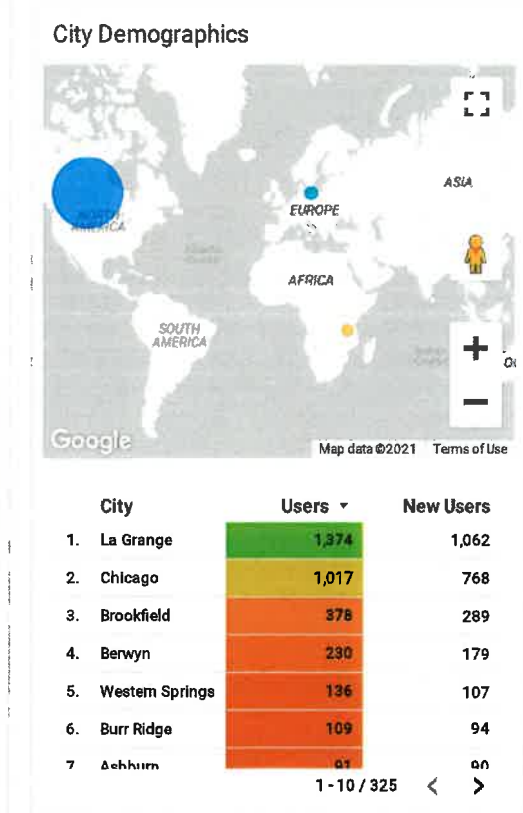 City Demographics
ASIA
NORTH
AMERICA
EUROPE
AFRICA
SOUTH
AMERICA
Google
Map data ©2021 Terms of Use
City Users New Users
1. La Grange 1,374 1,062
2. Chicago 1,017 768
3. Brookfield 378 289
4. Berwyn 230 179
5. Western Springs 136 107
6. Burr Ridge 109 94
7 Ashburn 91 90
1 - 10 / 325